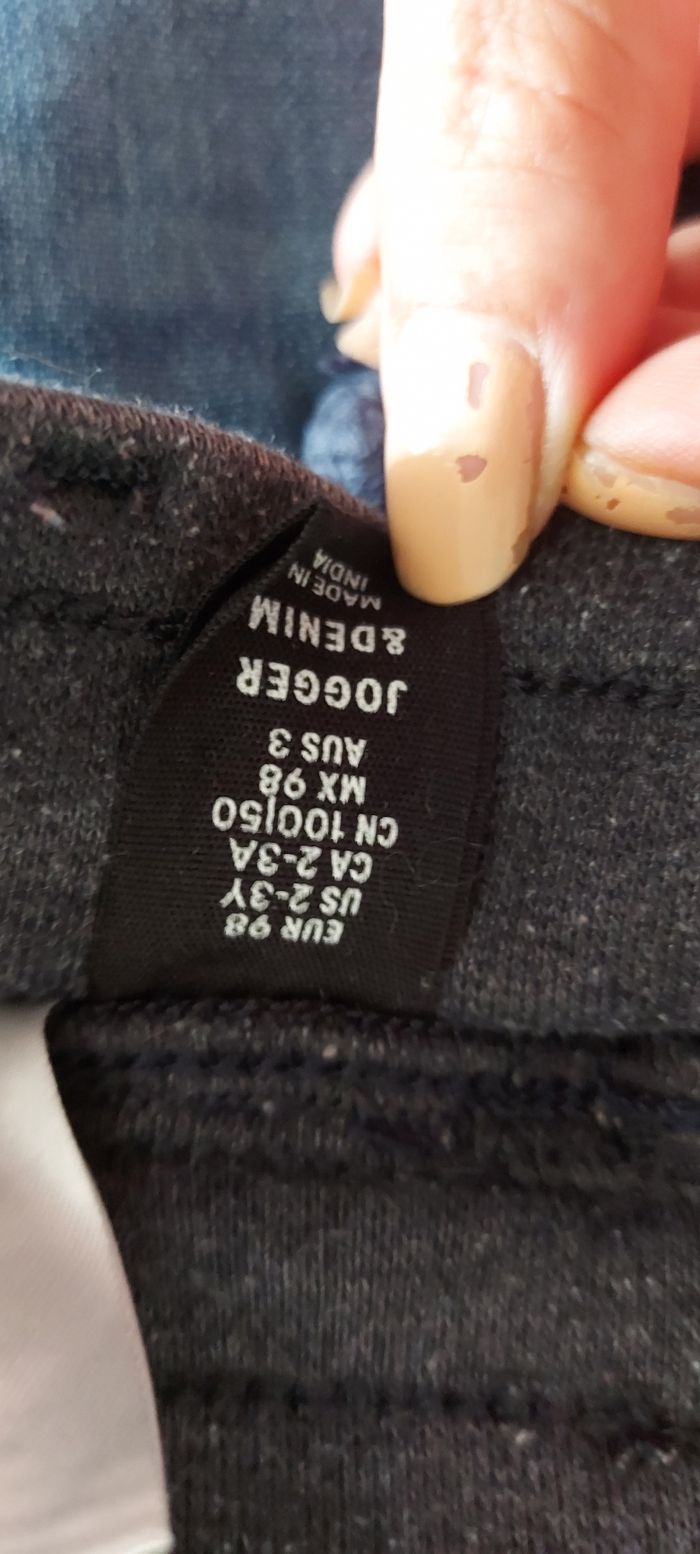 EUR 98
US 2-3Y
CA 2-3A
CN 100|50
MX 98
AUS 3
JOGGER
&DENIM
MADE IN
INDIA